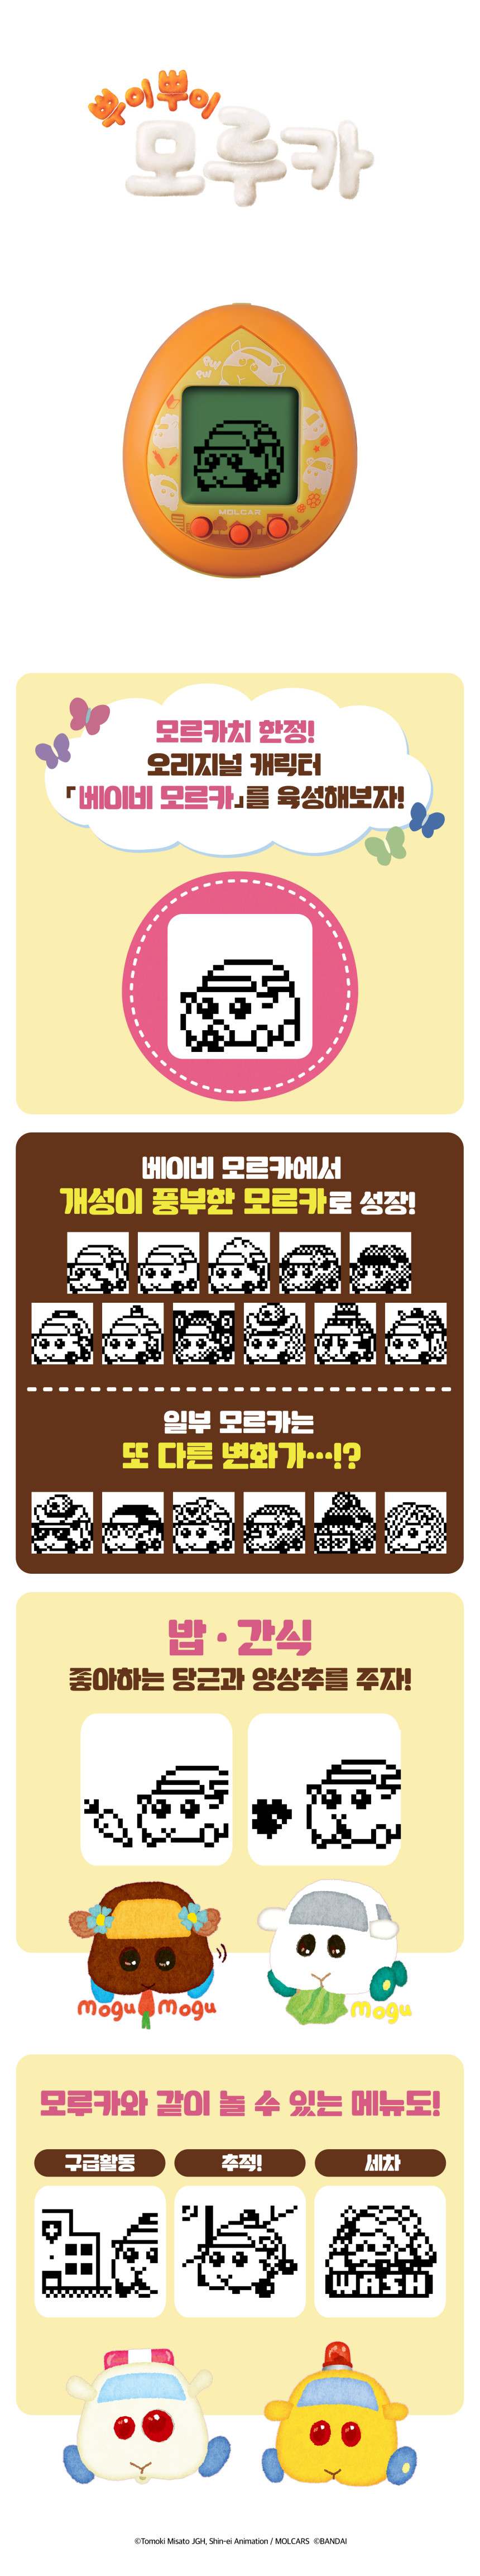 뿌이뿌이
모루카
PUI
PUI
MOLCAR
모르카치 한정!
오리지널 캐릭터
「베이비 모르카」를 육성해보자!
베이비 모르카에서
개성이 풍부한 모르카로 성장!
일부 모르카는
또 다른 변화가…!?
밥·간식
좋아하는 당근과 양상추를 주자!
mogu mogu
mogu
모루카와 같이 놀 수 있는 메뉴도!
구급활동 추적! 세차
WASH
©Tomoki Misato JGH, Shin-ei Animation / MOLCARS ©BANDAI